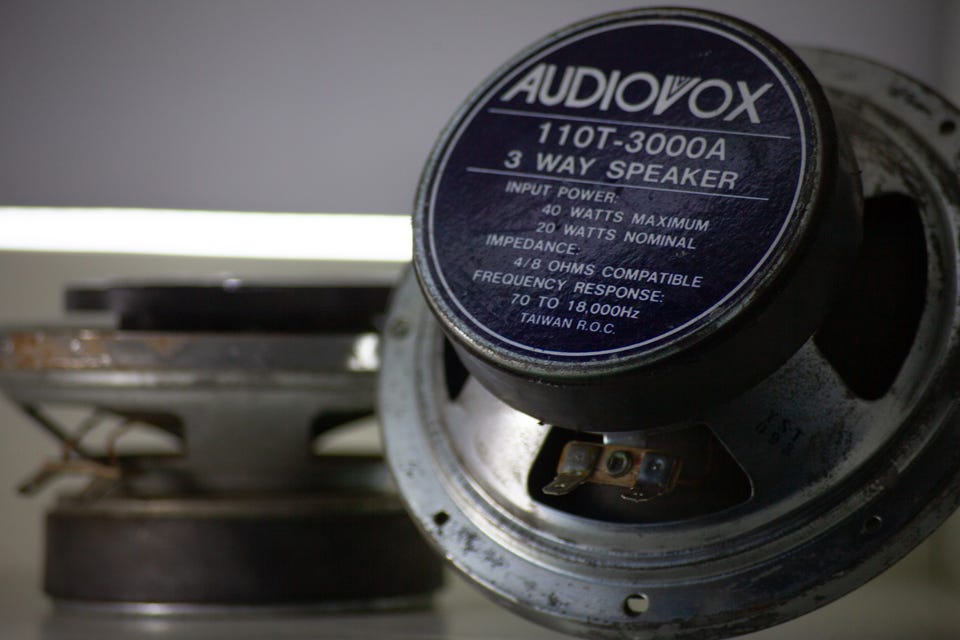 AUDIOVOX
110T-3000A
3 WAY SPEAKER
INPUT POWER:
40 WATTS MAXIMUM
20 WATTS NOMINAL
IMPEDANCE:
4/8 OHMS COMPATIBLE
FREQUENCY RESPONSE:
70 TO 18,000Hz
TAIWAN R.O.C.